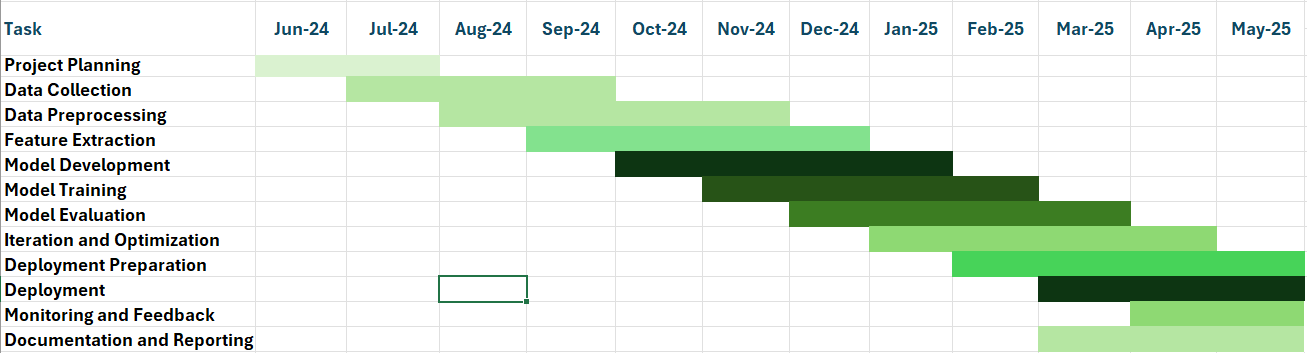 Task Jun-24 Jul-24 Aug-24 Sep-24 Oct-24 Nov-24 Dec-24 Jan-25 Feb-25 Mar-25 Apr-25 May-25
Project Planning
Data Collection
Data Preprocessing
Feature Extraction
Model Development
Model Training
Model Evaluation
Iteration and Optimization
Deployment Preparation
Deployment
Monitoring and Feedback
Documentation and Reporting